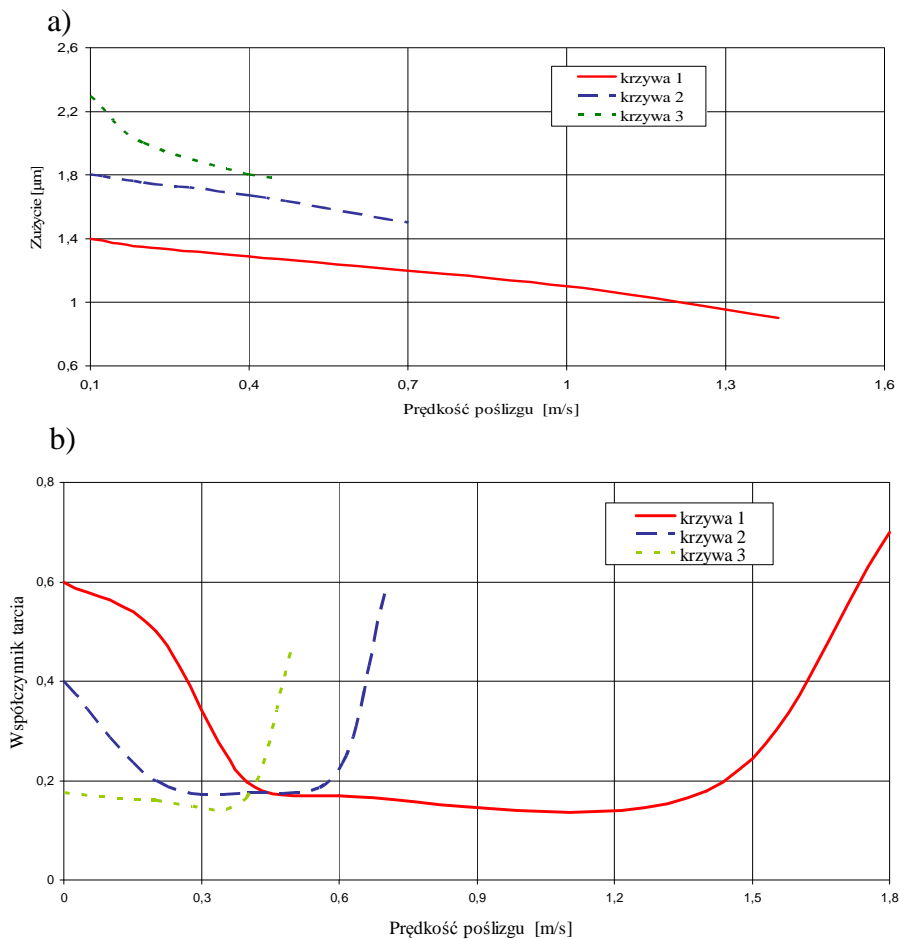 a)
2,6
2,2
1,8
1,4
1
0,6
Zużycie [μm]
krzywa 1
krzywa 2
krzywa 3
0,1 0,4 0,7 1 1,3 1,6
Prędkość poślizgu [m/s]
b)
0,8
0,6
0,4
0,2
0
Współczynnik tarcia
krzywa 1
krzywa 2
krzywa 3
0 0,3 0,6 0,9 1,2 1,5 1,8
Prędkość poślizgu [m/s]